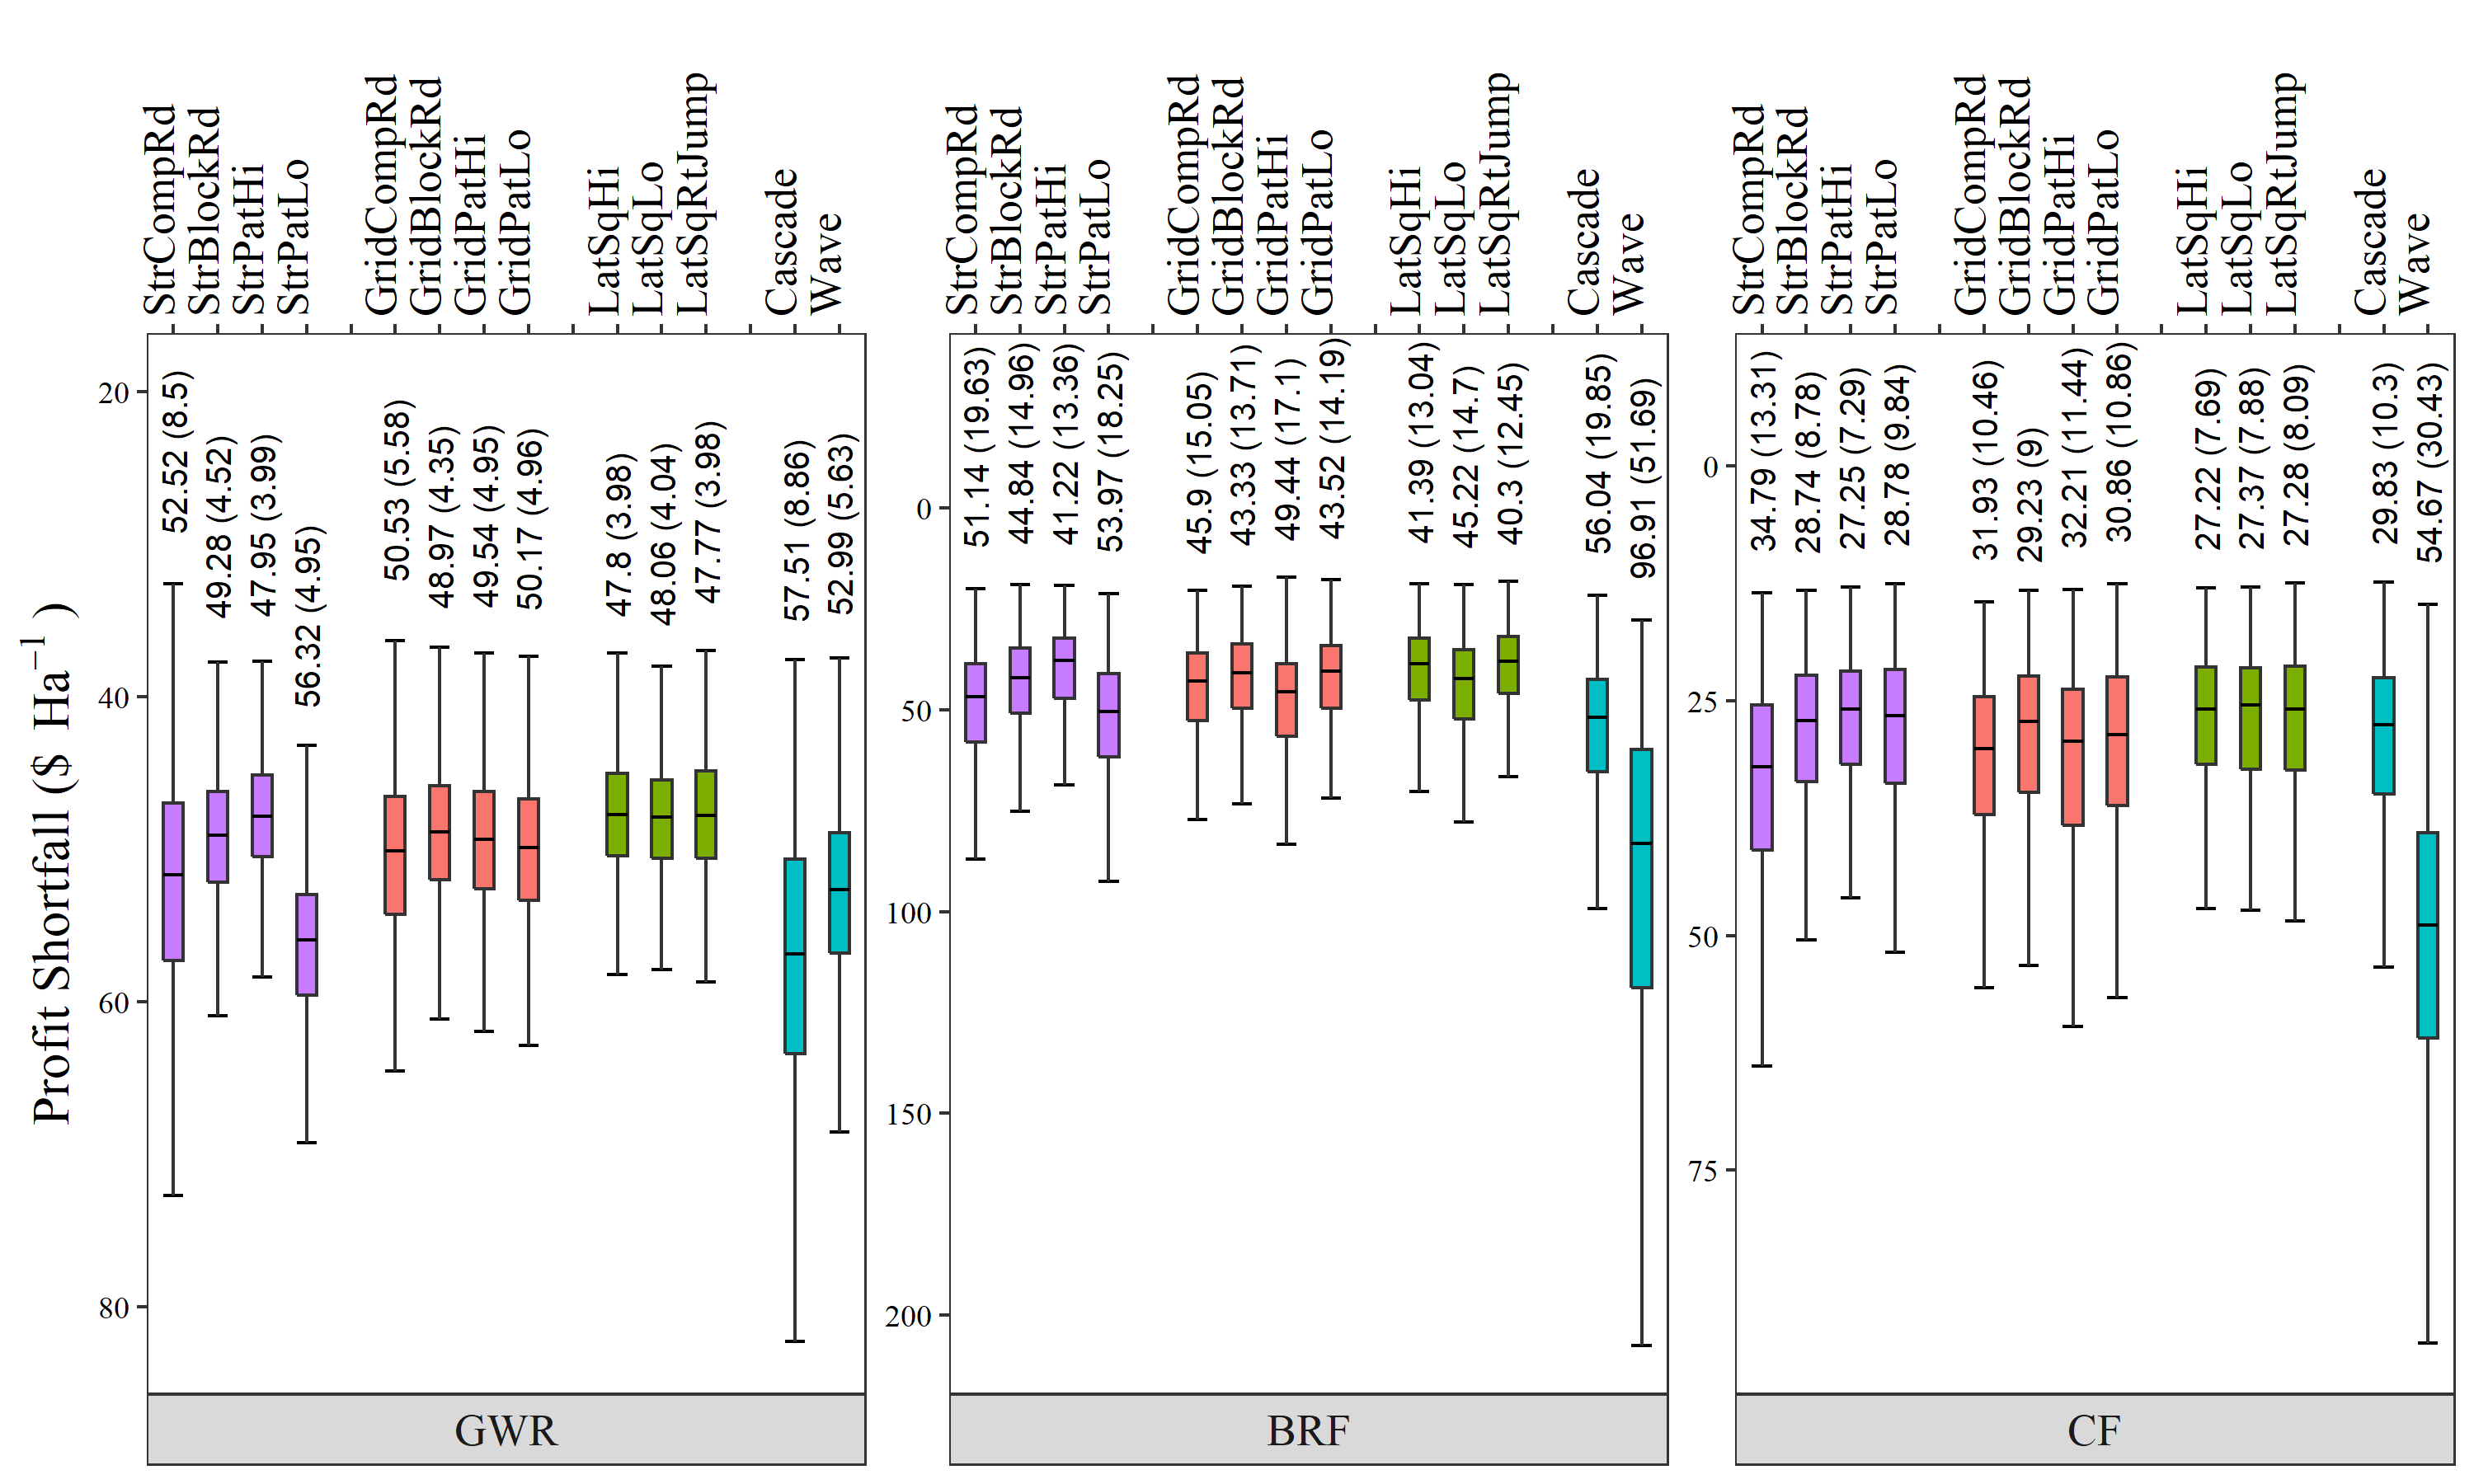 Profit Shortfall ($ Ha⁻¹)
StrCompRd
StrBlockRd
StrPatHi
StrPatLo
GridCompRd
GridBlockRd
GridPatHi
GridPatLo
LatSqHi
LatSqLo
LatSqRtJump
Cascade
Wave
20
40
60
80
52.52 (8.5)
49.28 (4.52)
47.95 (3.99)
56.32 (4.95)
50.53 (5.58)
48.97 (4.35)
49.54 (4.95)
50.17 (4.96)
47.8 (3.98)
48.06 (4.04)
47.77 (3.98)
57.51 (8.86)
52.99 (5.63)
GWR
StrCompRd
StrBlockRd
StrPatHi
StrPatLo
GridCompRd
GridBlockRd
GridPatHi
GridPatLo
LatSqHi
LatSqLo
LatSqRtJump
Cascade
Wave
0
50
100
150
200
51.14 (19.63)
44.84 (14.96)
41.22 (13.36)
53.97 (18.25)
45.9 (15.05)
43.33 (13.71)
49.44 (17.1)
43.52 (14.19)
41.39 (13.04)
45.22 (14.7)
40.3 (12.45)
56.04 (19.85)
96.91 (51.69)
BRF
StrCompRd
StrBlockRd
StrPatHi
StrPatLo
GridCompRd
GridBlockRd
GridPatHi
GridPatLo
LatSqHi
LatSqLo
LatSqRtJump
Cascade
Wave
0
25
50
75
34.79 (13.31)
28.74 (8.78)
27.25 (7.29)
28.78 (9.84)
31.93 (10.46)
29.23 (9)
32.21 (11.44)
30.86 (10.86)
27.22 (7.69)
27.37 (7.88)
27.28 (8.09)
29.83 (10.3)
54.67 (30.43)
CF